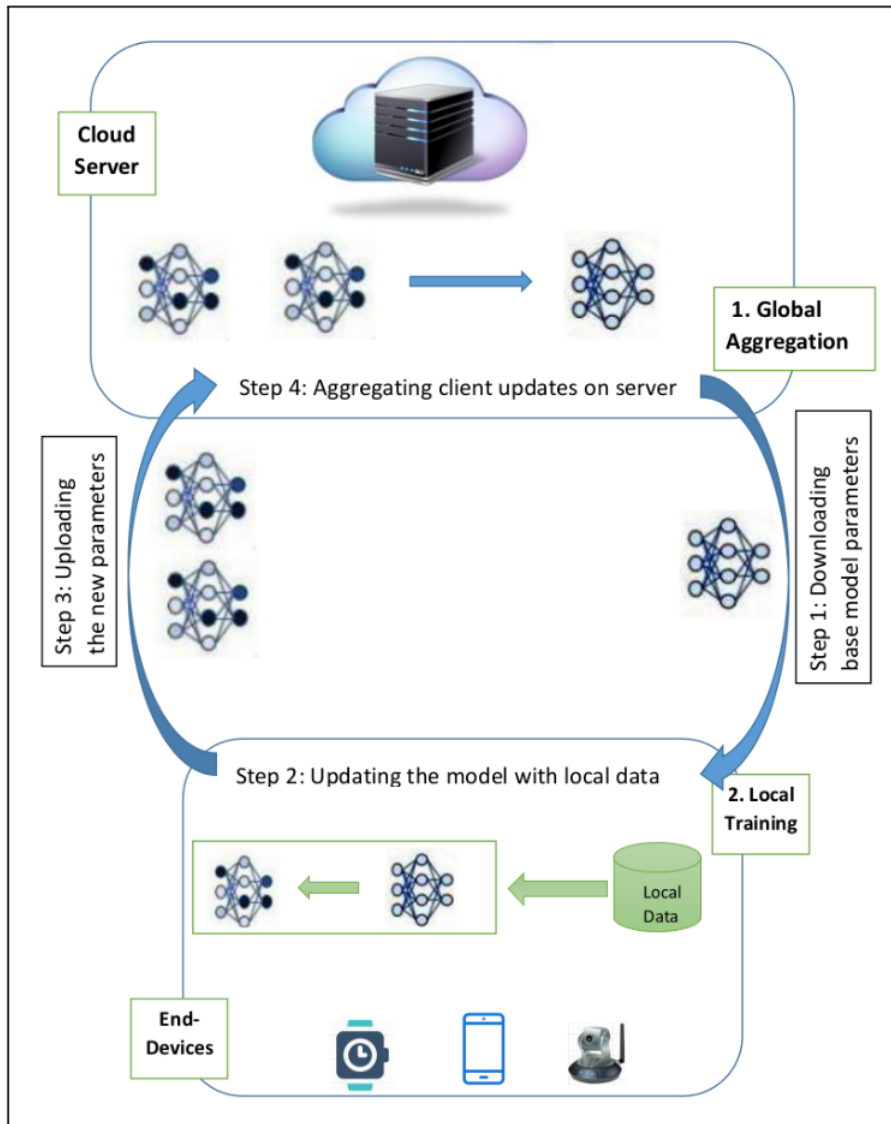 Cloud
Server
1. Global
Aggregation
Step 4: Aggregating client updates on server
Step 3: Uploading
the new parameters
Step 1: Downloading
base model parameters
Step 2: Updating the model with local data
2. Local
Training
Local
Data
End-
Devices